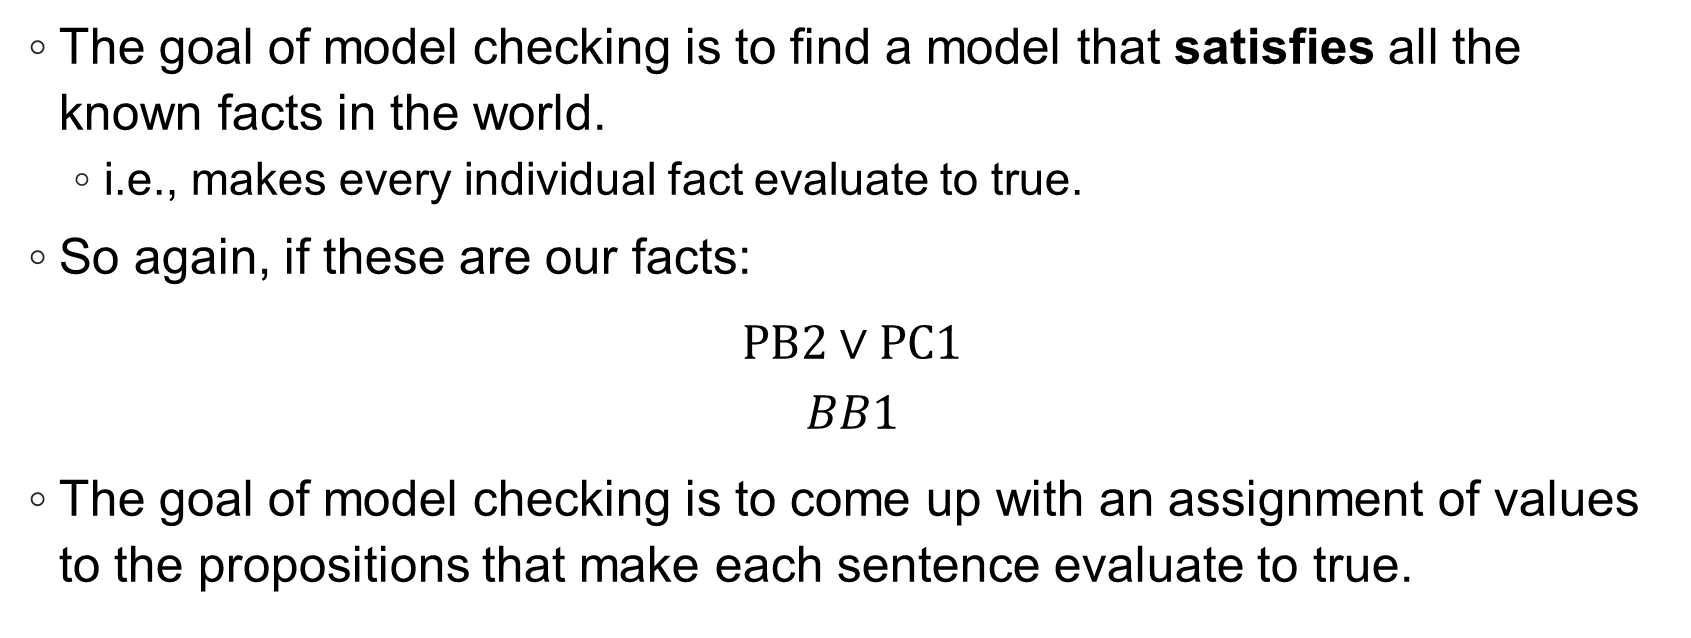 ◦ The goal of model checking is to find a model that satisfies all the
known facts in the world.
◦ i.e., makes every individual fact evaluate to true.
◦ So again, if these are our facts:
PB2 ∨ PC1
BB1
◦ The goal of model checking is to come up with an assignment of values
to the propositions that make each sentence evaluate to true.